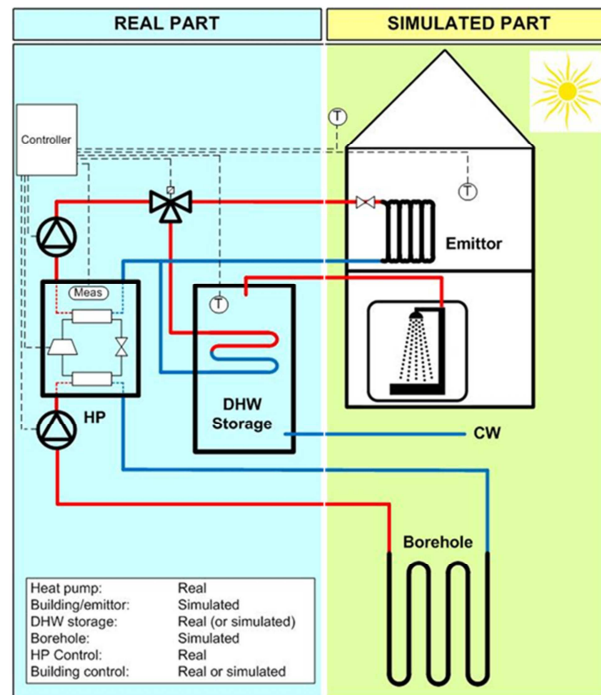 REAL PART
SIMULATED PART
Controller
T
T
Emittor
Meas
T
HP
DHW
Storage
CW
Borehole
Heat pump: Real
Building/emittor: Simulated
DHW storage: Real (or simulated)
Borehole: Simulated
HP Control: Real
Building control: Real or simulated